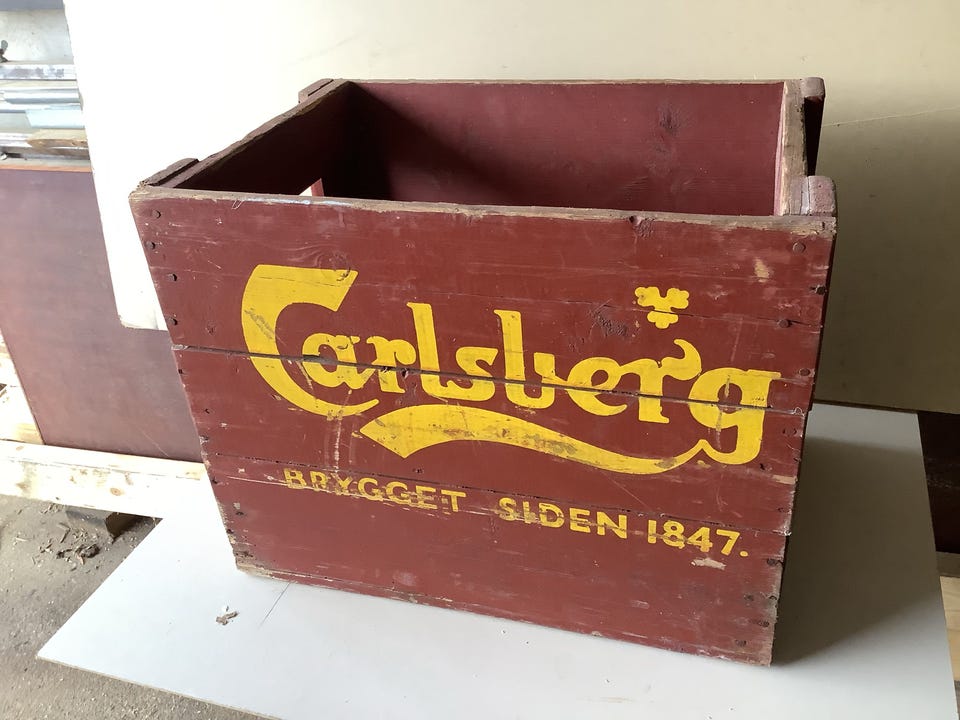 Carlsberg
BRYGGET SIDEN 1847.